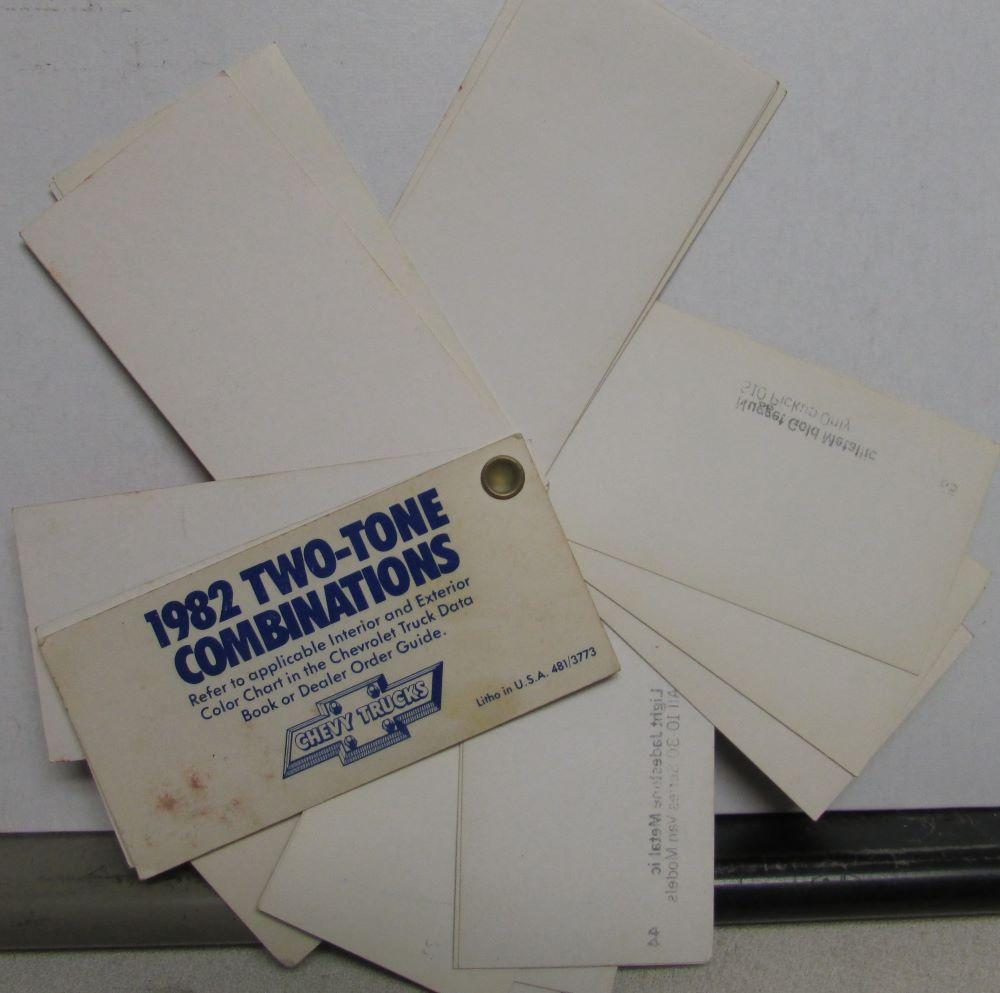 1982 TWO-TONE
COMBINATIONS
Refer to applicable Interior and Exterior
Color Chart in the Chevrolet Truck Data
Book or Dealer Order Guide.
CHEVY TRUCKS
Litho in U.S.A. 481/3773
Nugget Gold Metallic
S10 Pickup Only
Light Jadestone Metallic
All 10-30 Series Van Models
44